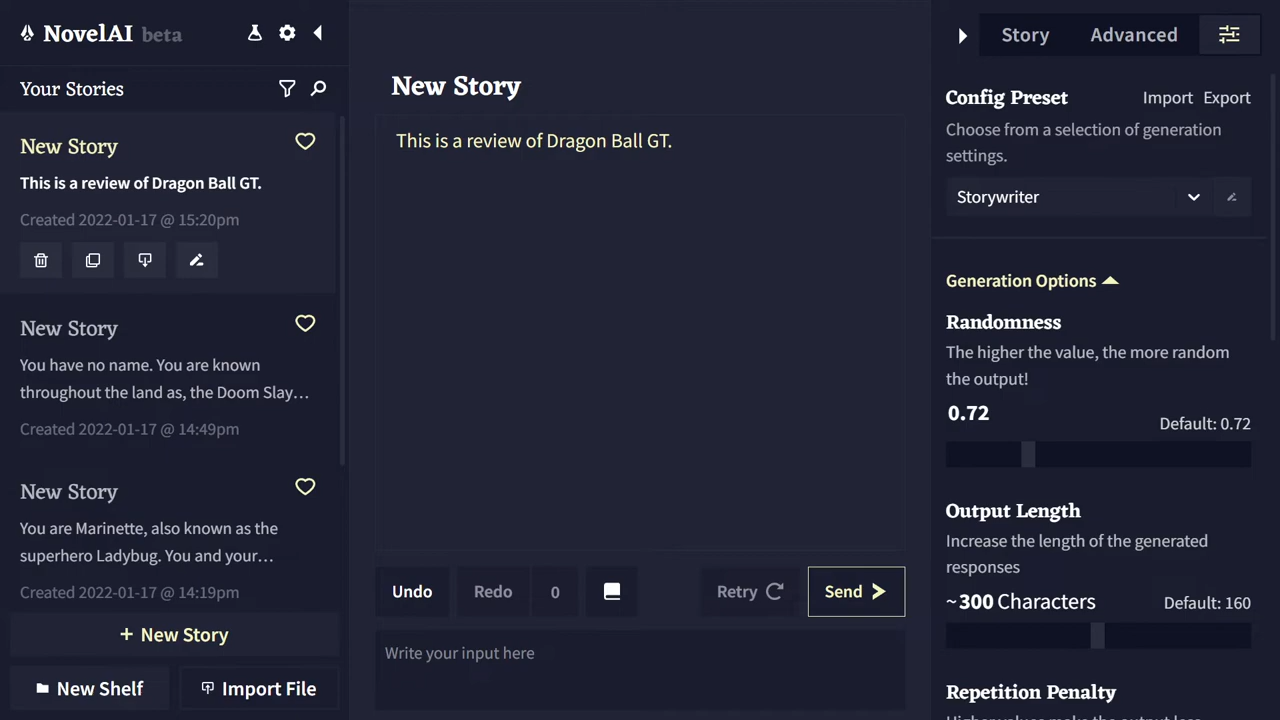 NovelAI beta
Your Stories
New Story
This is a review of Dragon Ball GT.
Created 2022-01-17 @ 15:20pm
New Story
You have no name. You are known
throughout the land as, the Doom Slay…
Created 2022-01-17 @ 14:49pm
New Story
You are Marinette, also known as the
superhero Ladybug. You and your…
Created 2022-01-17 @ 14:19pm
+ New Story
New Shelf
Import File
New Story
This is a review of Dragon Ball GT.
Undo
Redo
0
Retry
Send
Write your input here
Story
Advanced
Config Preset
Import Export
Choose from a selection of generation
settings.
Storywriter
Generation Options
Randomness
The higher the value, the more random
the output!
0.72
Default: 0.72
Output Length
Increase the length of the generated
responses
~300 Characters
Default: 160
Repetition Penalty
Higher values make the output less